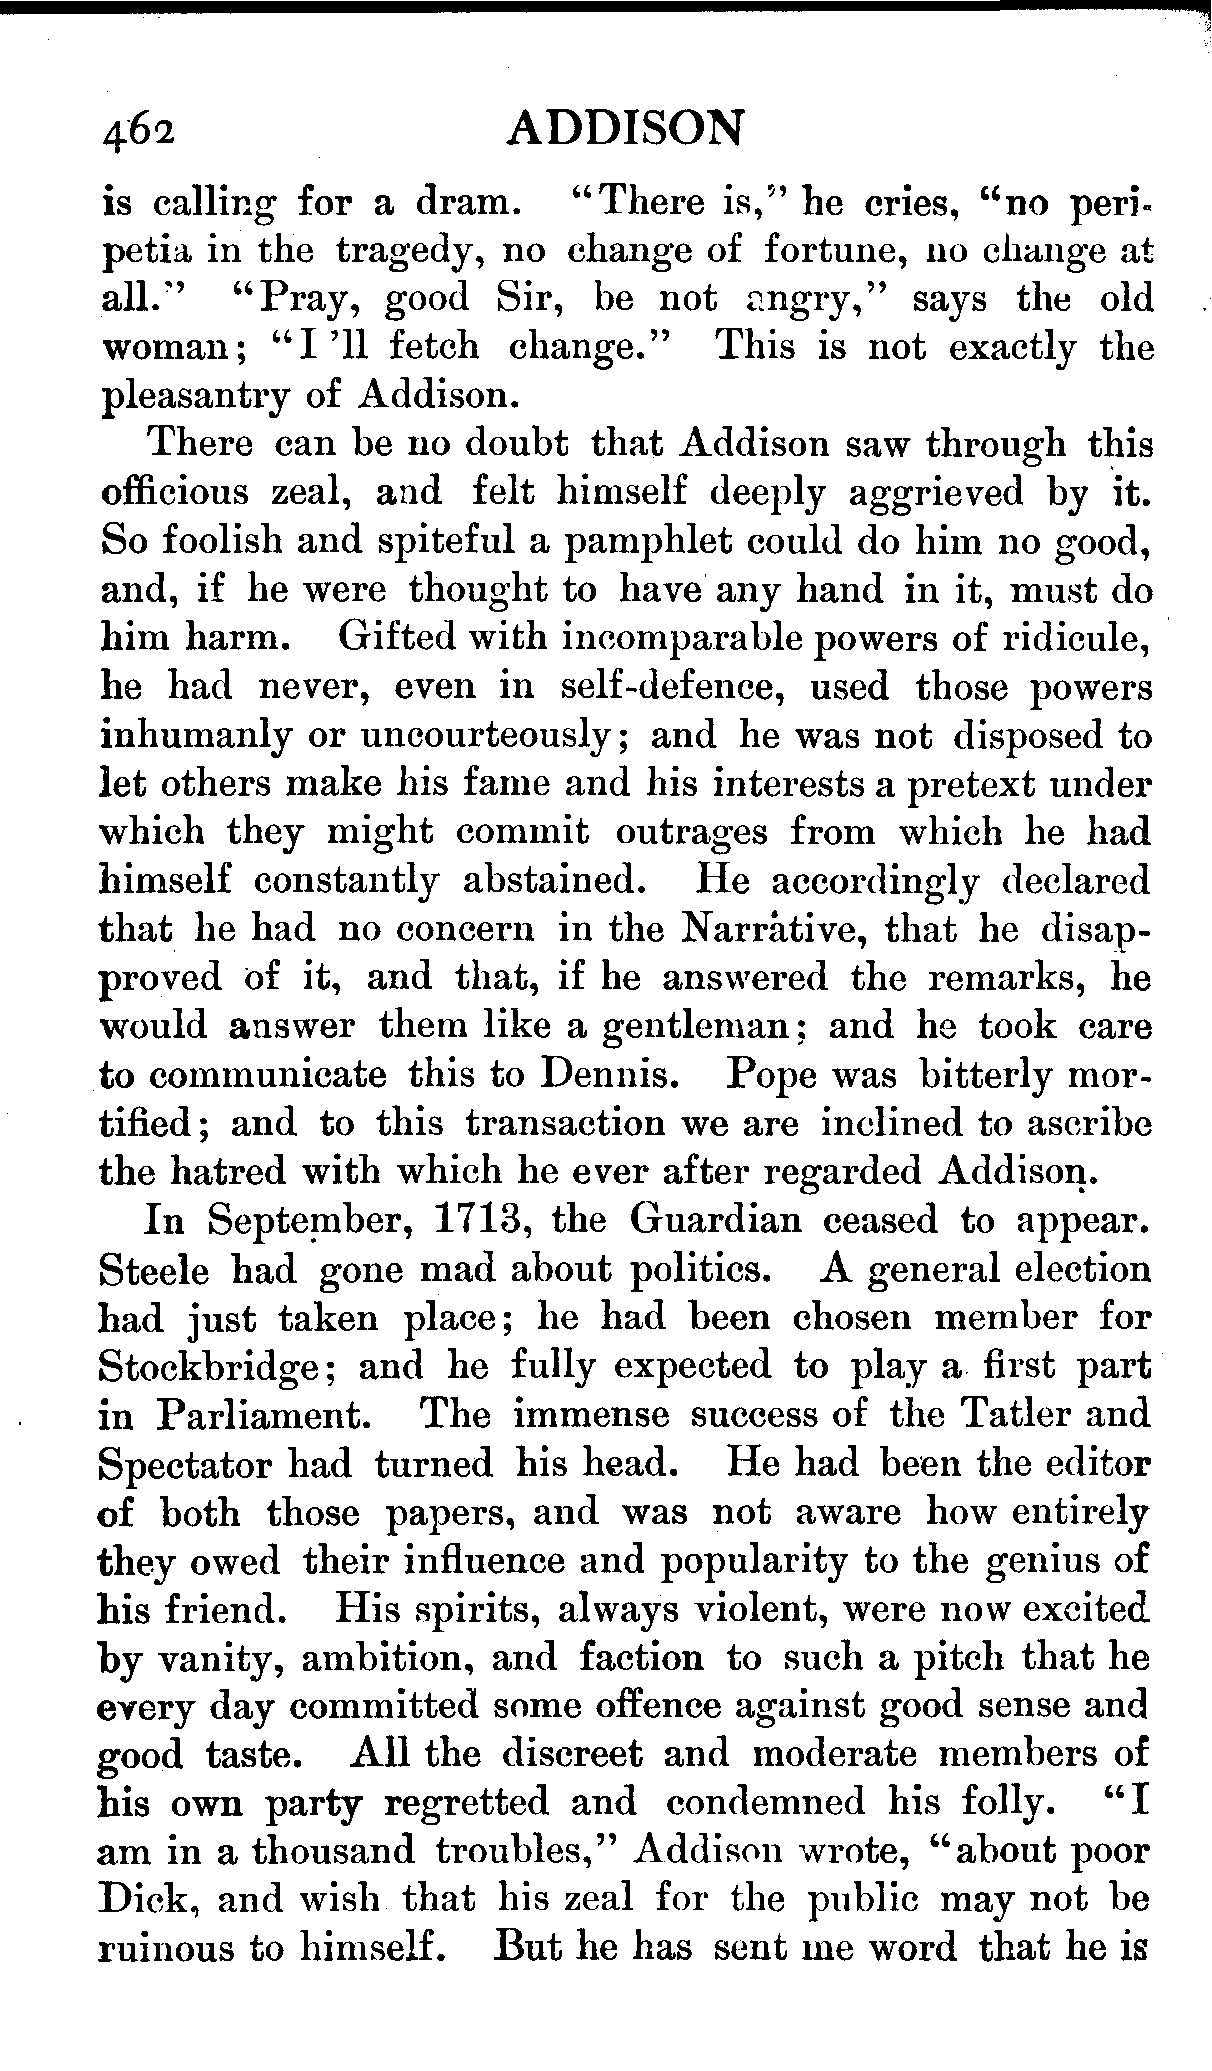 462 ADDISON
is calling for a dram. "There is," he cries, "no peri-
petia in the tragedy, no change of fortune, no change at
all." "Pray, good Sir, be not angry," says the old
woman; "I 'll fetch change." This is not exactly the
pleasantry of Addison.
There can be no doubt that Addison saw through this
officious zeal, and felt himself deeply aggrieved by it.
So foolish and spiteful a pamphlet could do him no good,
and, if he were thought to have any hand in it, must do
him harm. Gifted with incomparable powers of ridicule,
he had never, even in self-defence, used those powers
inhumanly or uncourteously; and he was not disposed to
let others make his fame and his interests a pretext under
which they might commit outrages from which he had
himself constantly abstained. He accordingly declared
that he had no concern in the Narrative, that he disap-
proved of it, and that, if he answered the remarks, he
would answer them like a gentleman; and he took care
to communicate this to Dennis. Pope was bitterly mor-
tified; and to this transaction we are inclined to ascribe
the hatred with which he ever after regarded Addison.
In September, 1713, the Guardian ceased to appear.
Steele had gone mad about politics. A general election
had just taken place; he had been chosen member for
Stockbridge; and he fully expected to play a first part
in Parliament. The immense success of the Tatler and
Spectator had turned his head. He had been the editor
of both those papers, and was not aware how entirely
they owed their influence and popularity to the genius of
his friend. His spirits, always violent, were now excited
by vanity, ambition, and faction to such a pitch that he
every day committed some offence against good sense and
good taste. All the discreet and moderate members of
his own party regretted and condemned his folly. "I
am in a thousand troubles," Addison wrote, "about poor
Dick, and wish that his zeal for the public may not be
ruinous to himself. But he has sent me word that he is